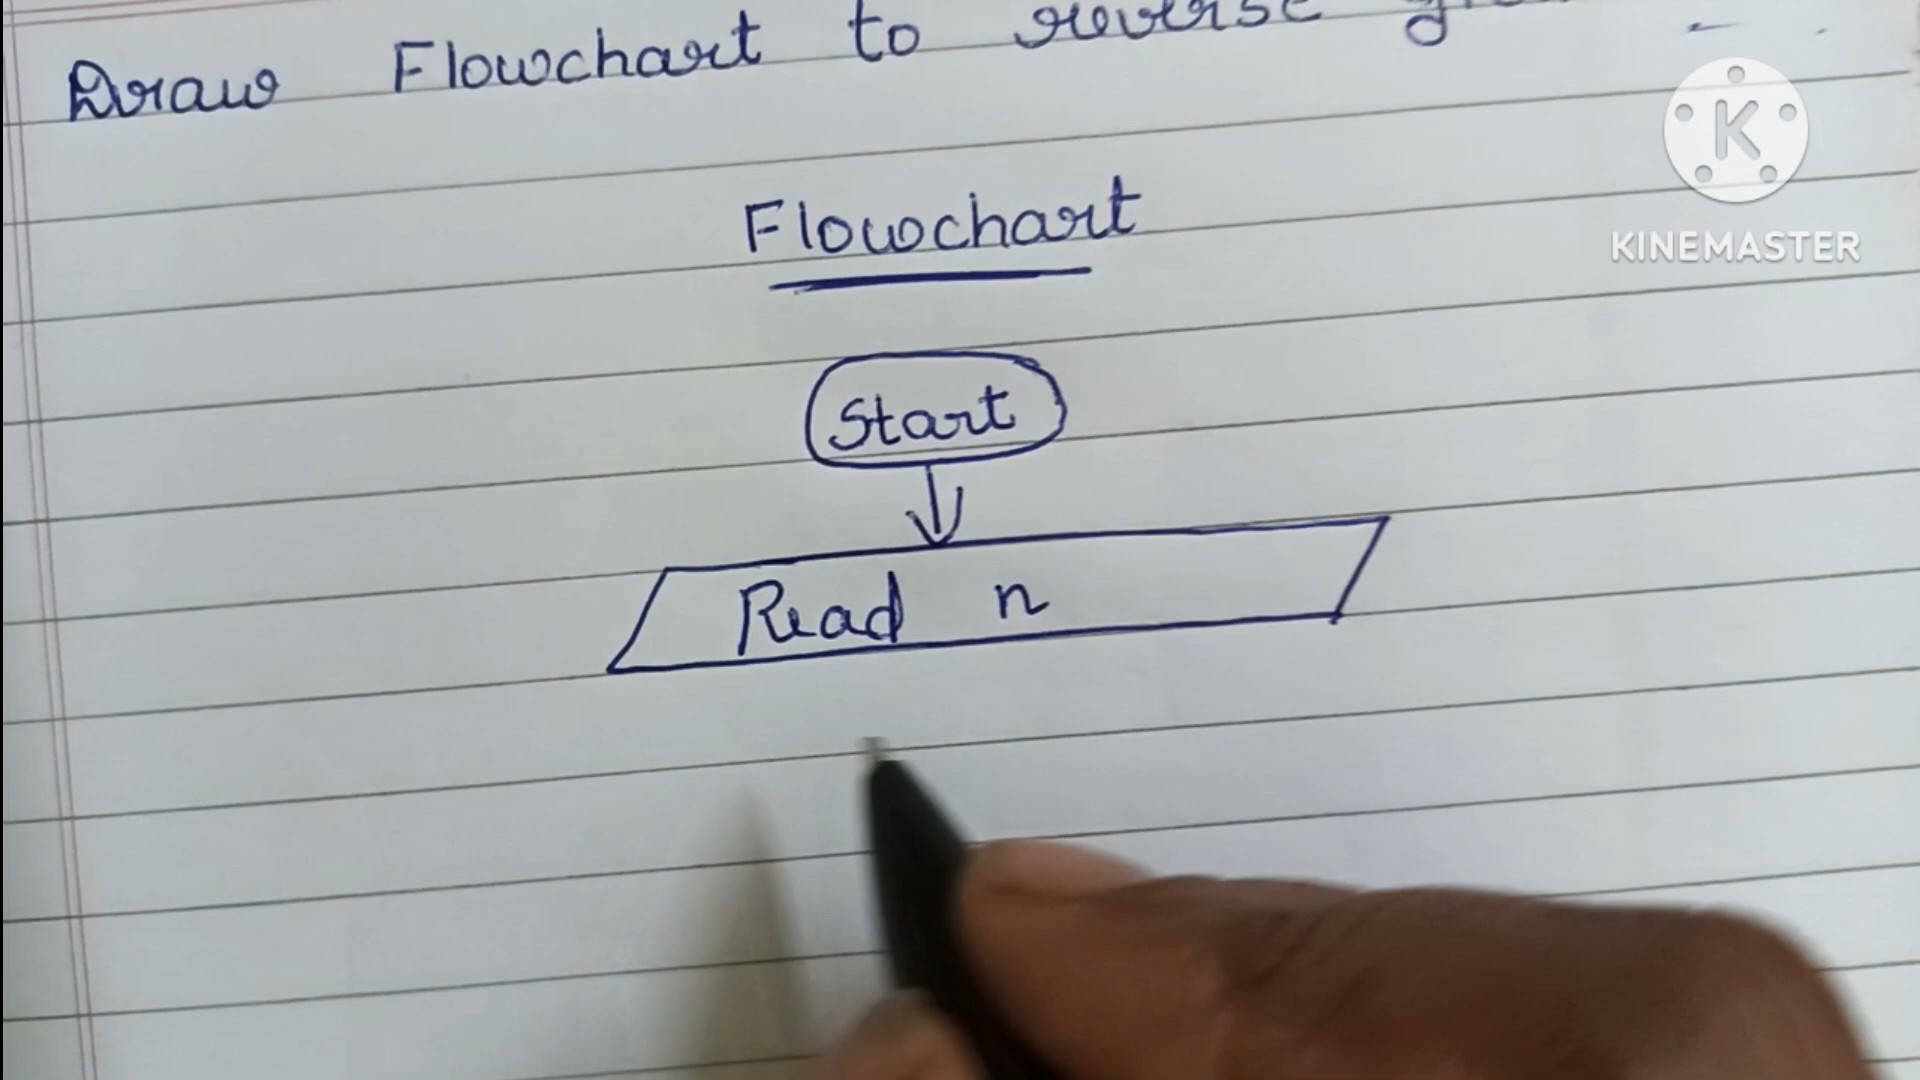 Draw Flowchart to reverse
K
KINEMASTER
Flowchart
Start
Read n